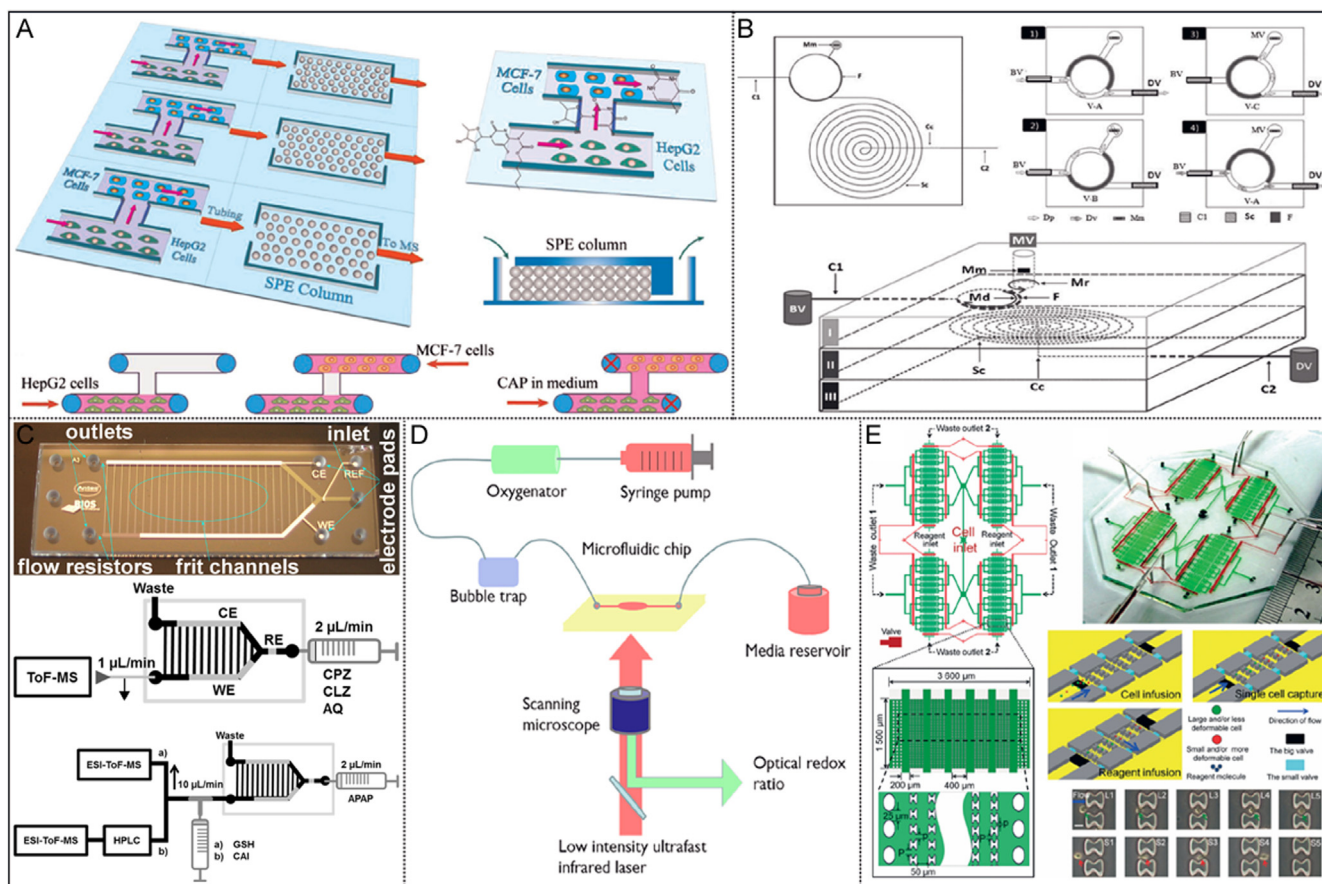 A
MCF-7
Cells
HepG2
Cells
Tubing
To MS
SPE Column
MCF-7
Cells
HepG2
Cells
SPE column
HepG2 cells
MCF-7 cells
CAP in medium
B
Mm
F
C1
Cc
C2
Sc
1)
MV
BV
DV
V-A
3)
MV
DV
V-C
2)
BV
DV
V-B
4)
MV
BV
DV
V-A
Dp
Dv
Mm
C1
Sc
F
MV
C1
Mm
Mr
Md
F
BV
I
II
III
Sc
Cc
C2
DV
C
outlets
inlet
CE
REF
WE
BIOS
electrode pads
flow resistors
frit channels
Waste
CE
RE
2 µL/min
1 µL/min
ToF-MS
WE
CPZ
CLZ
AQ
Waste
ESI-ToF-MS
a)
10 µL/min
2 µL/min
APAP
ESI-ToF-MS
HPLC
b)
a) GSH
b) CAI
D
Oxygenator
Syringe pump
Microfluidic chip
Bubble trap
Media reservoir
Scanning
microscope
Optical redox
ratio
Low intensity ultrafast
infrared laser
E
Waste outlet 2
Waste outlet 1
Reagent
inlet
Cell
inlet
Reagent
inlet
Waste Outlet 1
Valve
Waste outlet 2
3 600 µm
1 500 µm
200 µm
400 µm
25 µm
P
P
P
50 µm
Cell infusion
Single cell capture
Reagent infusion
Large and/or less
deformable cell
Direction of flow
Small and/or more
deformable cell
The big valve
Reagent molecule
The small valve
Flow
L1
L2
L3
L4
L5
S1
S2
S3
S4
S5